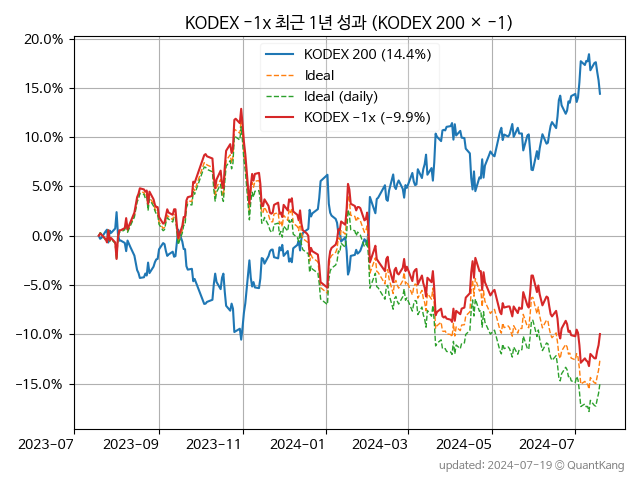 KODEX -1x 최근 1년 성과 (KODEX 200 × -1)
20.0%
15.0%
10.0%
5.0%
0.0%
-5.0%
-10.0%
-15.0%
KODEX 200 (14.4%)
Ideal
Ideal (daily)
KODEX -1x (-9.9%)
2023-07 2023-09 2023-11 2024-01 2024-03 2024-05 2024-07
updated: 2024-07-19 © QuantKang